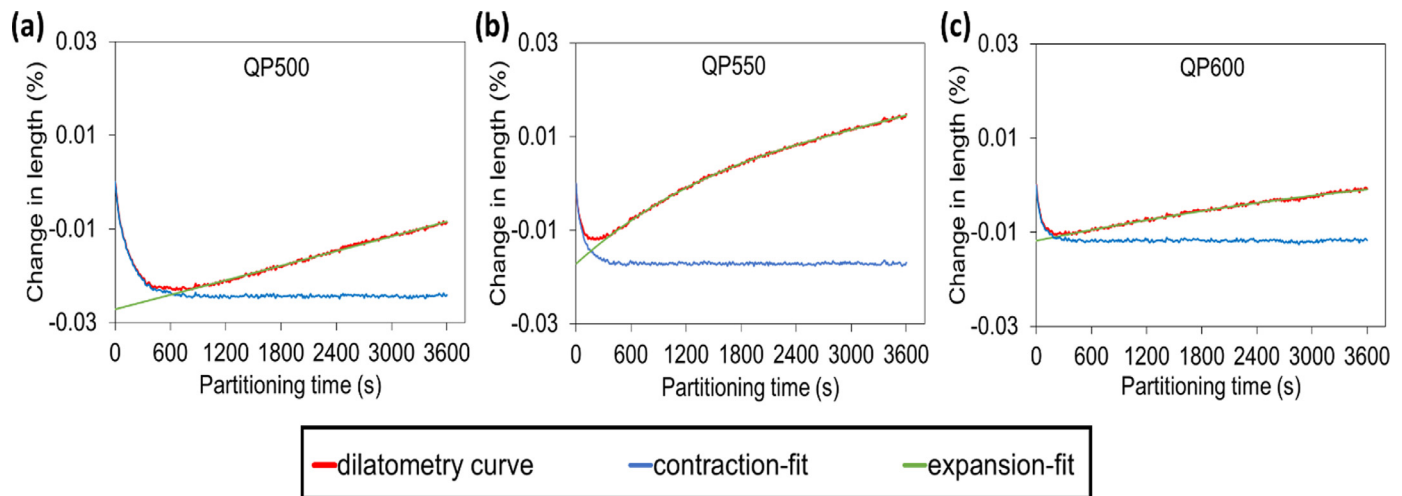 (a)
QP500
0.03
0.01
-0.01
-0.03
Change in length (%)
0 600 1200 1800 2400 3000 3600
Partitioning time (s)
(b)
QP550
0.03
0.01
-0.01
-0.03
Change in length (%)
0 600 1200 1800 2400 3000 3600
Partitioning time (s)
(c)
QP600
0.03
0.01
-0.01
-0.03
Change in length (%)
0 600 1200 1800 2400 3000 3600
Partitioning time (s)
dilatometry curve contraction-fit expansion-fit